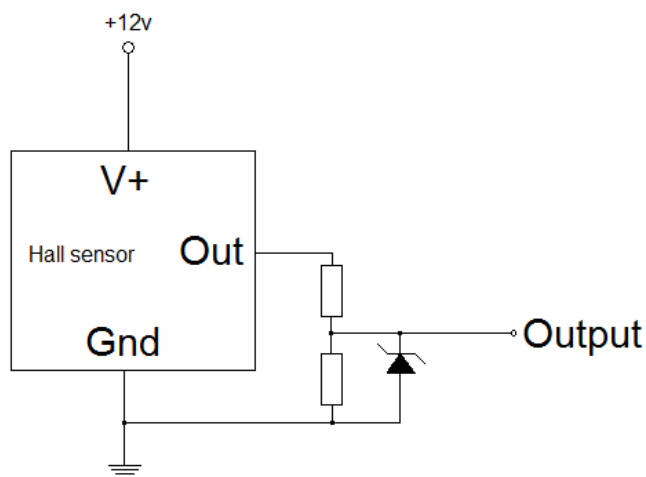 +12v
V+
Hall sensor
Out
Gnd
Output